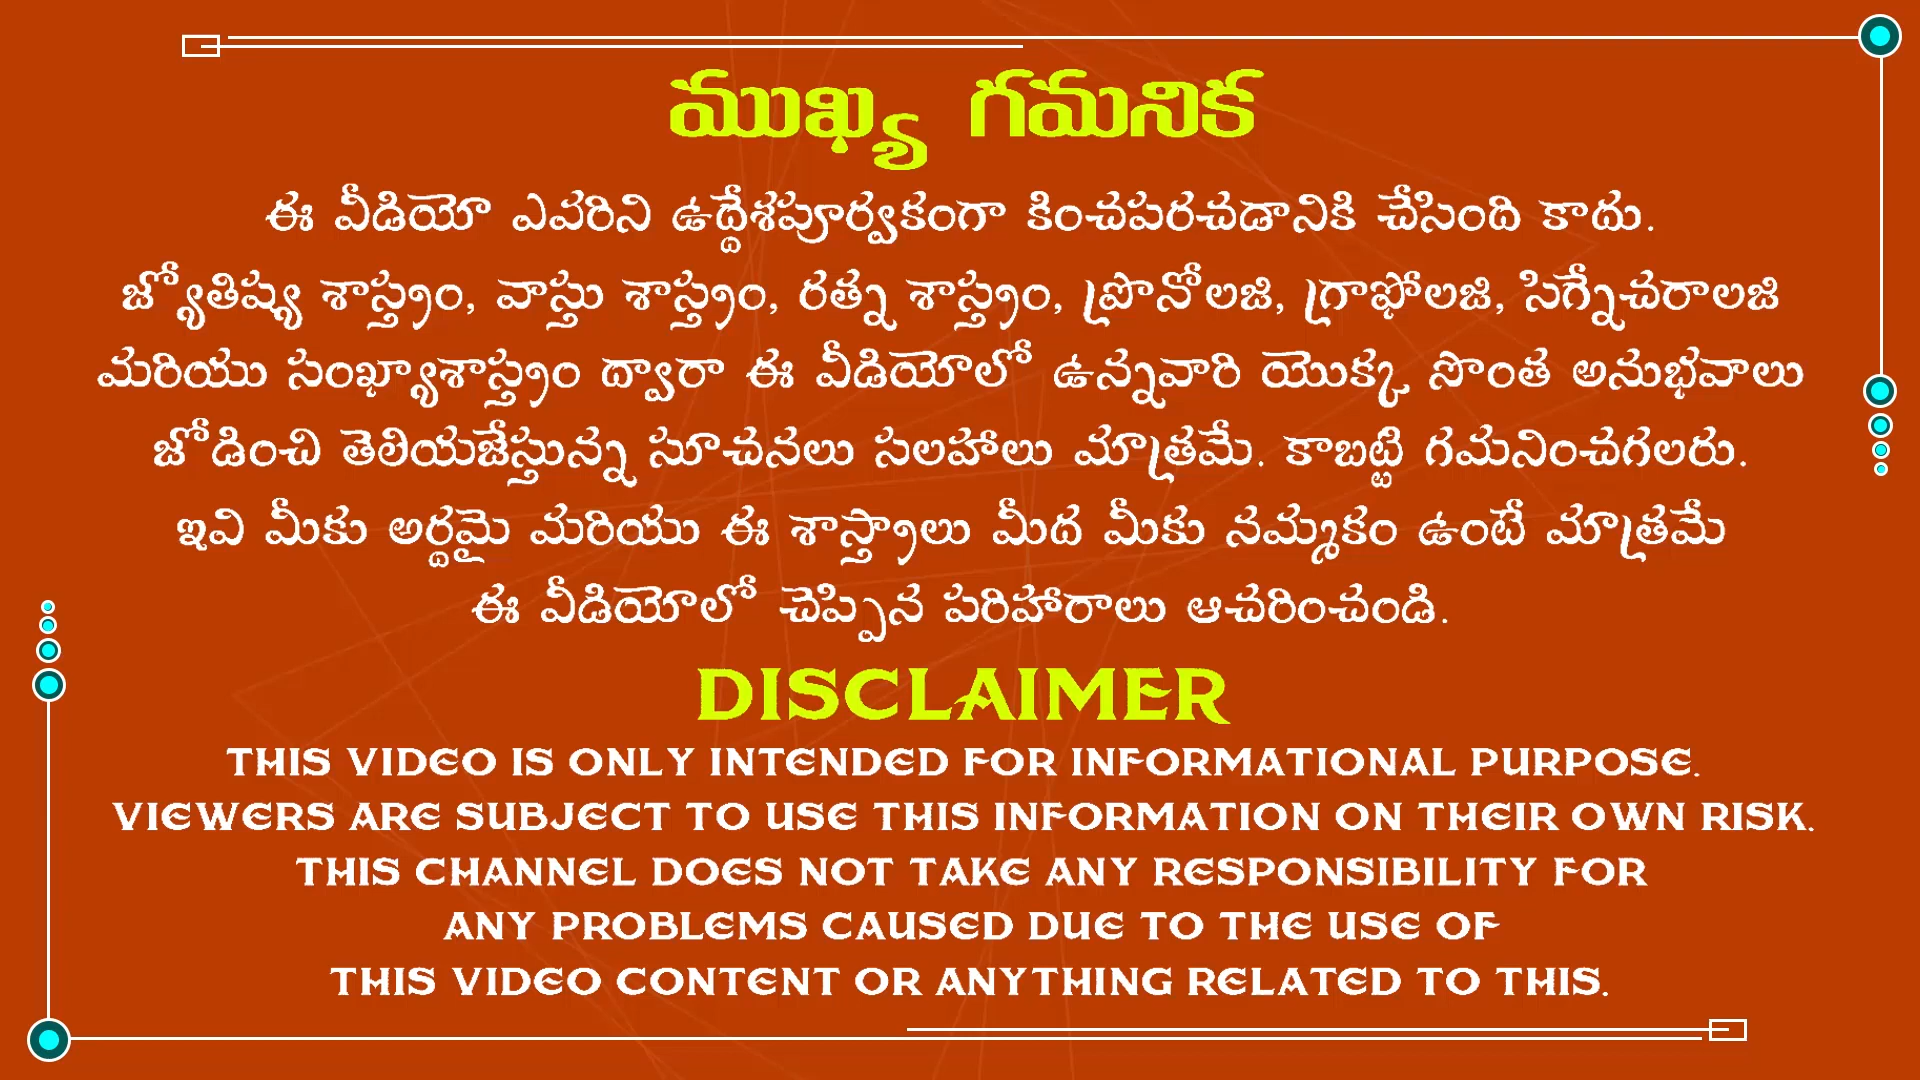 ముఖ్య గమనిక
ఈ వీడియో ఎవరిని ఉద్దేశపూర్వకంగా కించపరచడానికి చేసింది కాదు.
జ్యోతిష్య శాస్త్రం, వాస్తు శాస్త్రం, రత్న శాస్త్రం, ప్రొనోలజి, గ్రాఫోలజి, సిగ్నేచరాలజి
మరియు సంఖ్యాశాస్త్రం ద్వారా ఈ వీడియోలో ఉన్నవారి యొక్క సొంత అనుభవాలు
జోడించి తెలియజేస్తున్న సూచనలు సలహాలు మాత్రమే. కాబట్టి గమనించగలరు.
ఇవి మీకు అర్థమై మరియు ఈ శాస్త్రాలు మీద మీకు నమ్మకం ఉంటే మాత్రమే
ఈ వీడియోలో చెప్పిన పరిహారాలు ఆచరించండి.
DISCLAIMER
THIS VIDEO IS ONLY INTENDED FOR INFORMATIONAL PURPOSE.
VIEWERS ARE SUBJECT TO USE THIS INFORMATION ON THEIR OWN RISK.
THIS CHANNEL DOES NOT TAKE ANY RESPONSIBILITY FOR
ANY PROBLEMS CAUSED DUE TO THE USE OF
THIS VIDEO CONTENT OR ANYTHING RELATED TO THIS.